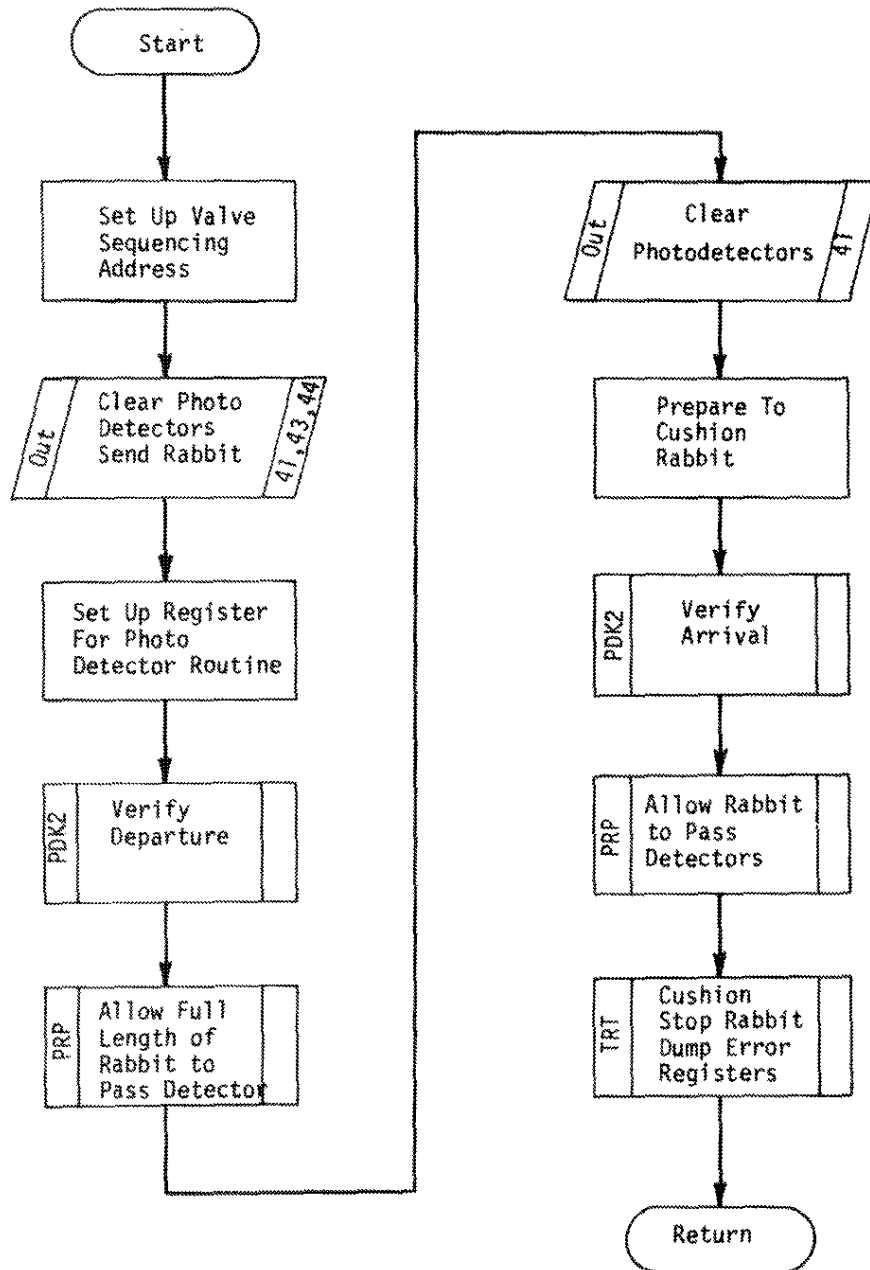 Start
Set Up Valve
Sequencing
Address
Out
Clear Photo
Detectors
Send Rabbit
41,43,44
Set Up Register
For Photo
Detector Routine
PDK2
Verify
Departure
PRP
Allow Full
Length of
Rabbit to
Pass Detector
Out
Clear
Photodetectors
41
Prepare To
Cushion
Rabbit
PDK2
Verify
Arrival
PRP
Allow Rabbit
to Pass
Detectors
TRT
Cushion
Stop Rabbit
Dump Error
Registers
Return